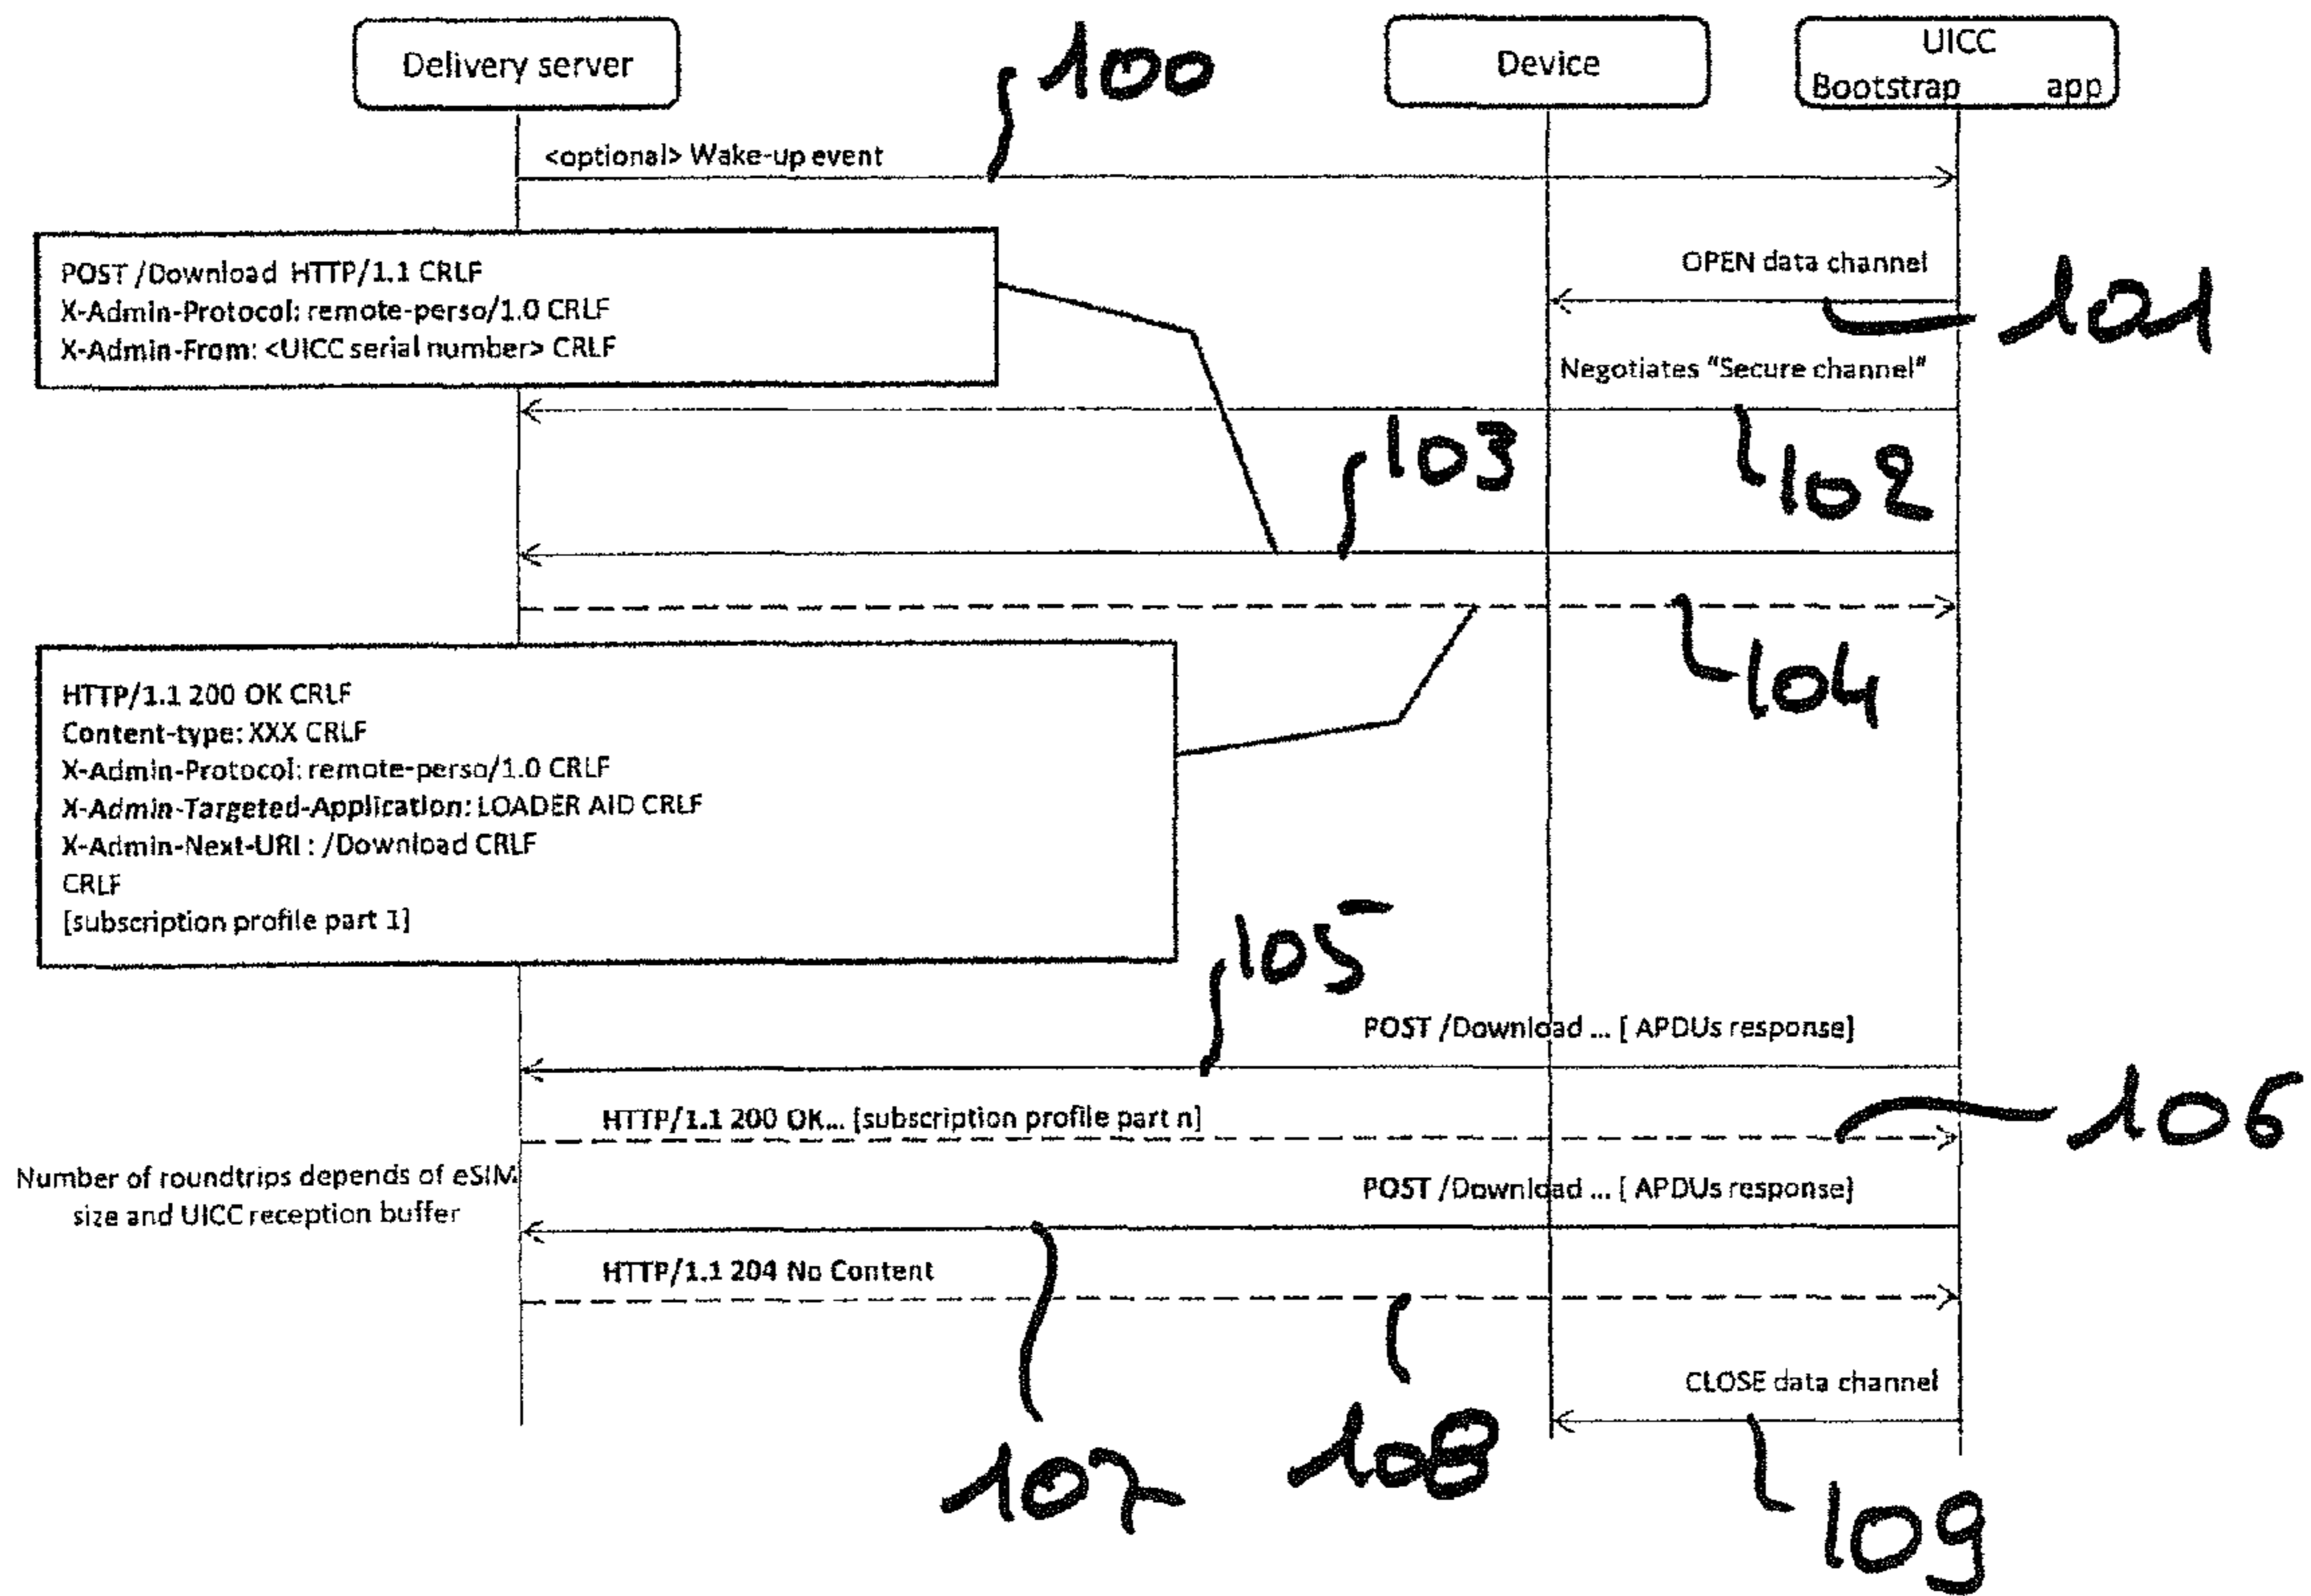 Delivery server
Device
UICC
Bootstrap app
100
<optional> Wake-up event
POST /Download HTTP/1.1 CRLF
X-Admin-Protocol: remote-perso/1.0 CRLF
X-Admin-From: <UICC serial number> CRLF
OPEN data channel
101
Negotiates "Secure channel"
102
103
104
HTTP/1.1 200 OK CRLF
Content-type: XXX CRLF
X-Admin-Protocol: remote-perso/1.0 CRLF
X-Admin-Targeted-Application: LOADER AID CRLF
X-Admin-Next-URI : /Download CRLF
CRLF
[subscription profile part 1]
105
POST /Download ... [ APDUs response]
HTTP/1.1 200 OK... [subscription profile part n]
106
Number of roundtrips depends of eSIM
size and UICC reception buffer
POST /Download ... [ APDUs response]
HTTP/1.1 204 No Content
107
108
CLOSE data channel
109